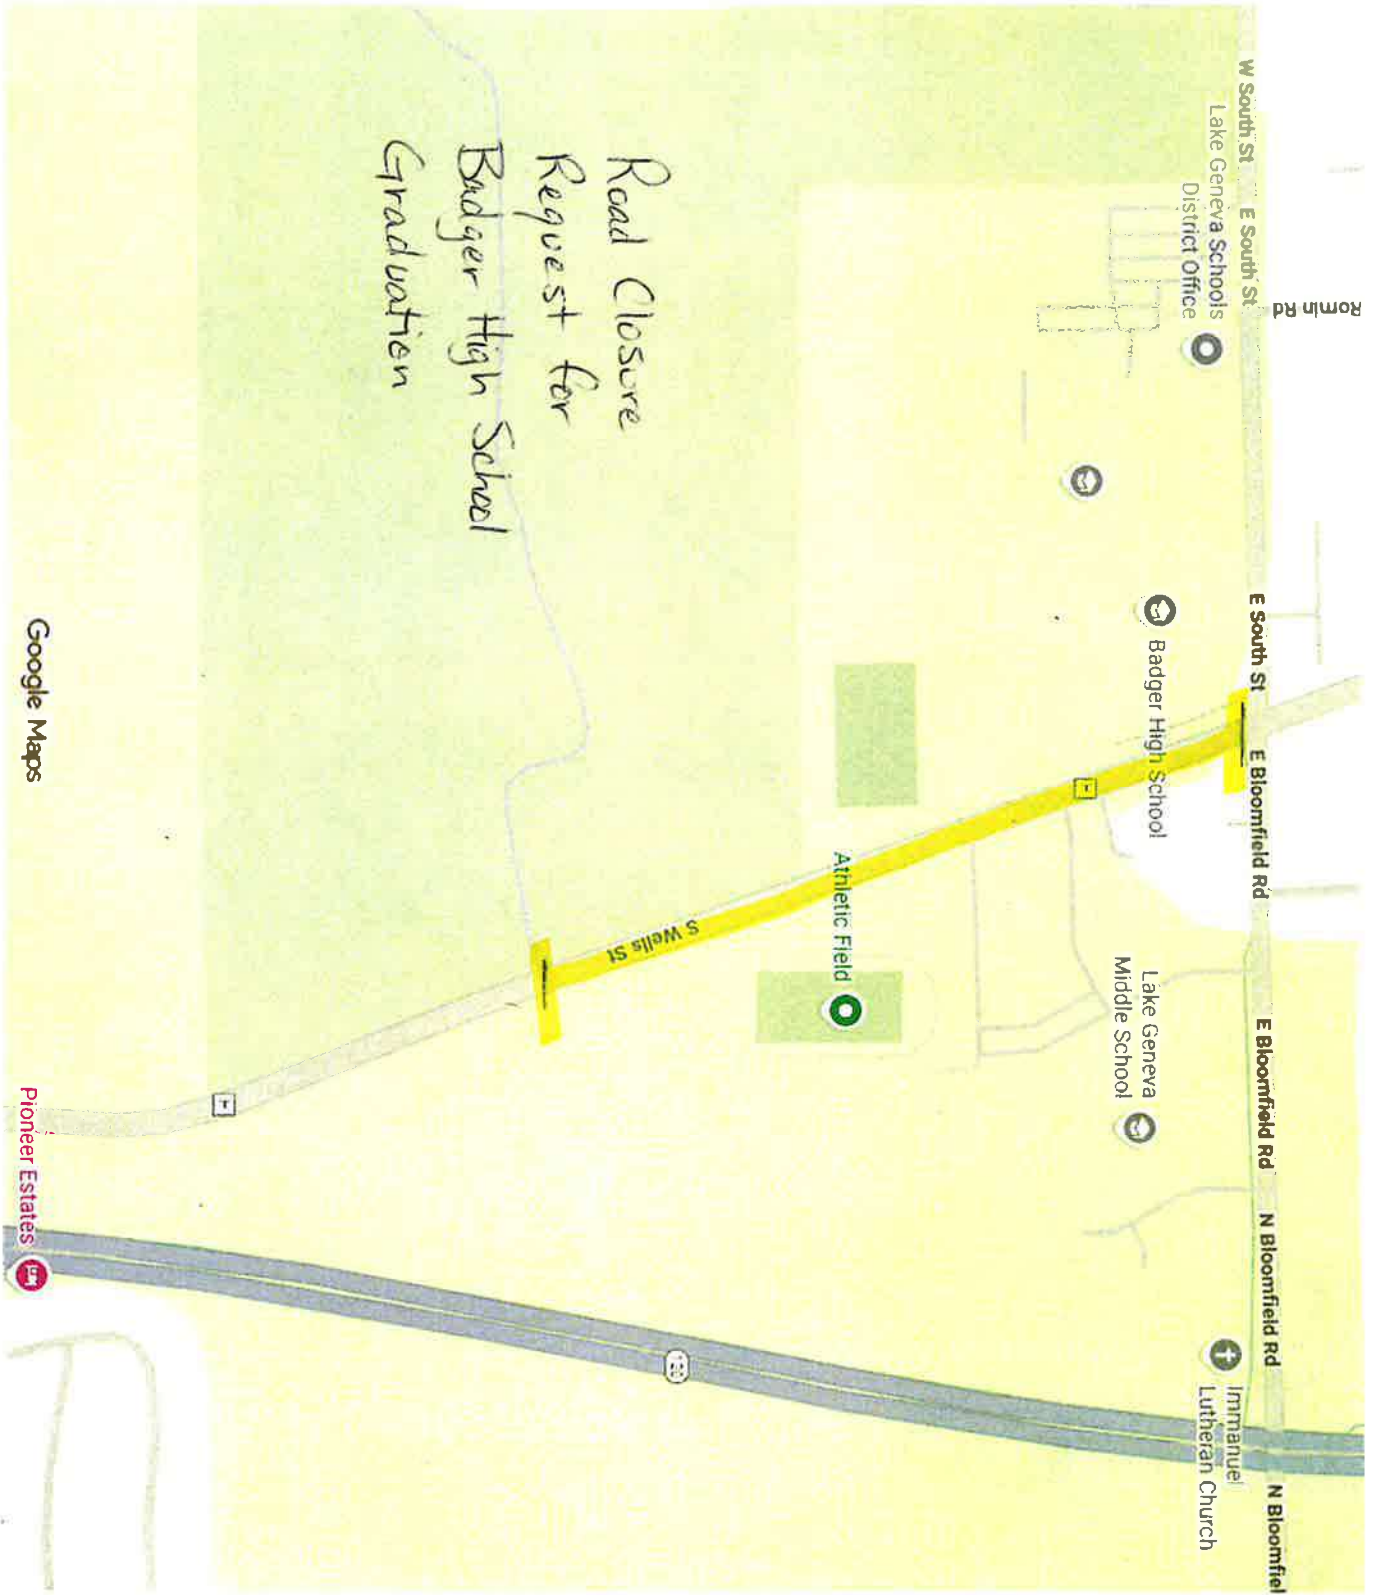 W South St
E South St
Romin Rd
E South St
E Bloomfield Rd
E Bloomfield Rd
N Bloomfield Rd
N Bloomfiel
Lake Geneva Schools
District Office
Badger High School
Lake Geneva
Middle School
Immanuel
Lutheran Church
Athletic Field
S Wells St
Road Closure
Request for
Badger High School
Graduation
H
H
120
Pioneer Estates
Google Maps